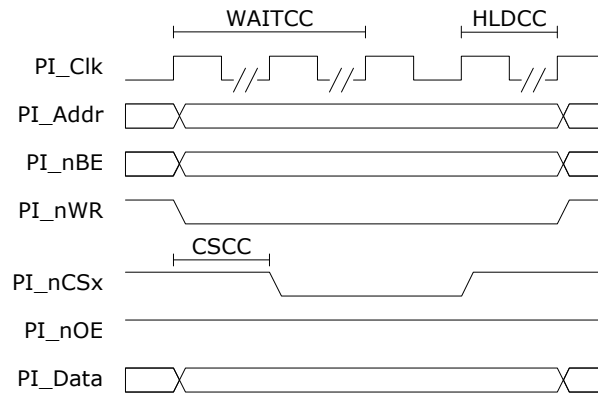 WAITCC HLDCC
PI_Clk
PI_Addr
PI_nBE
PI_nWR
CSCC
PI_nCSx
PI_nOE
PI_Data